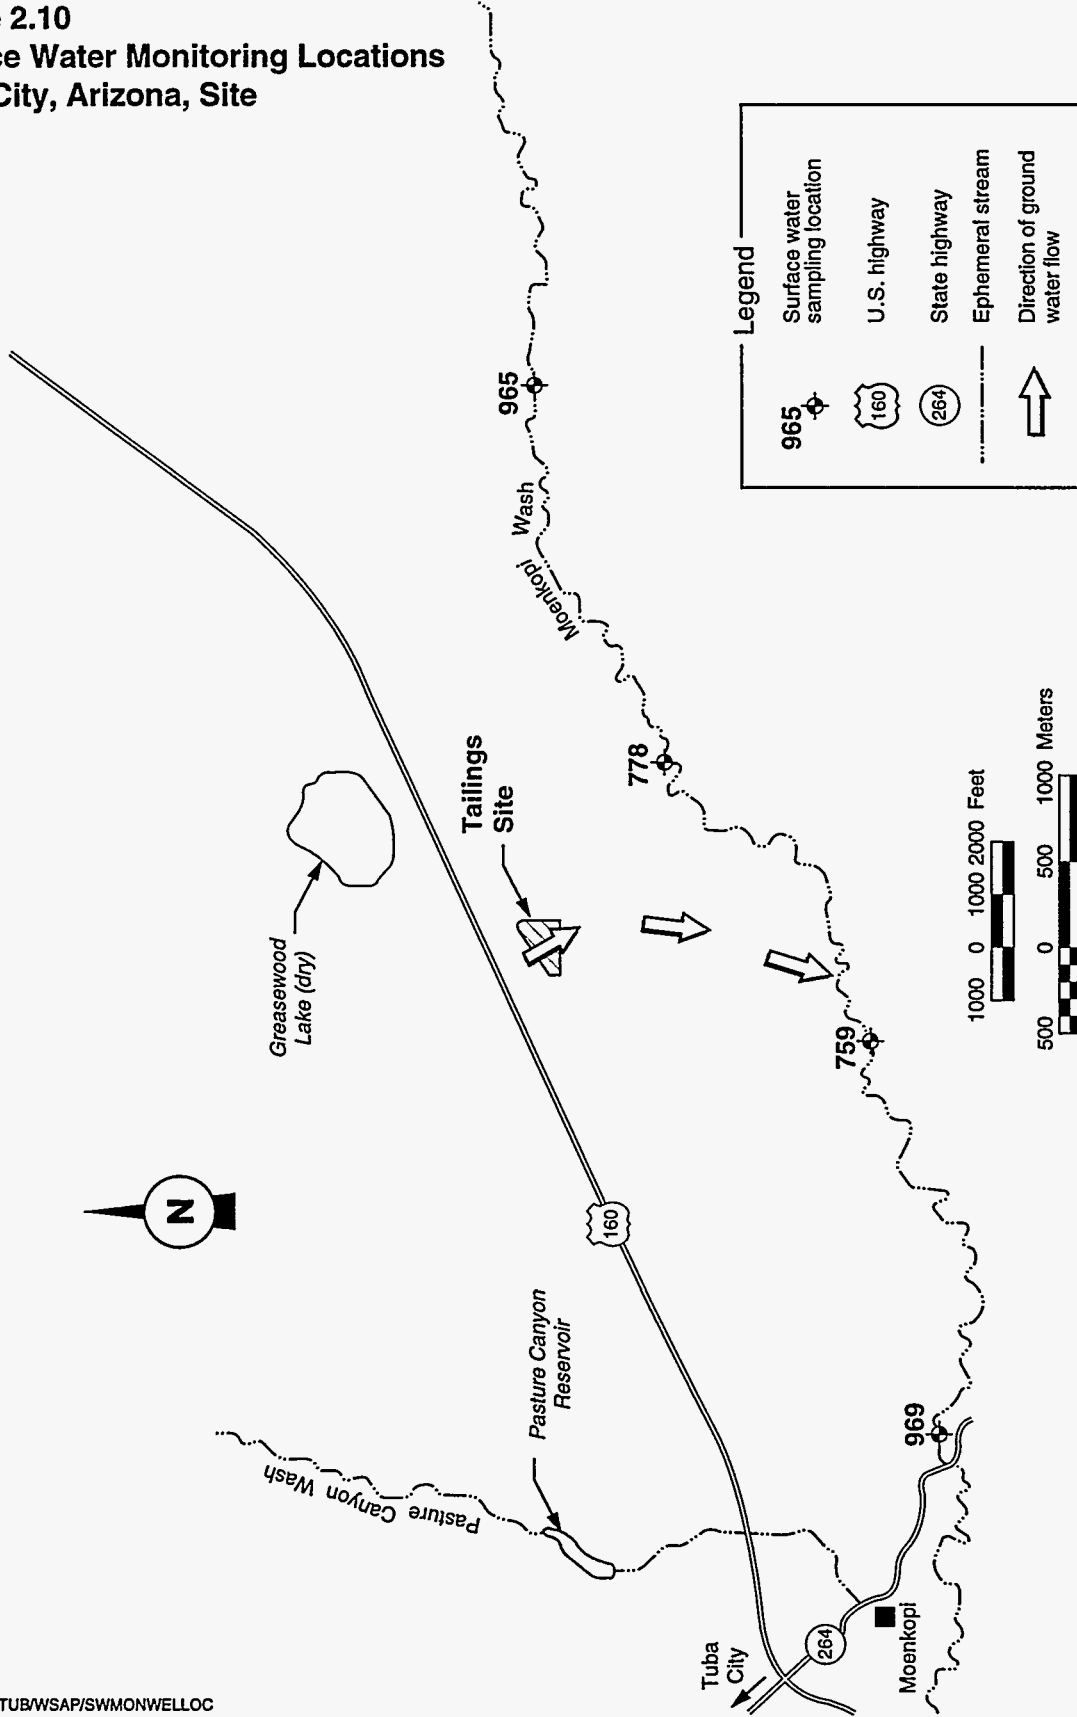 2.10
ce Water Monitoring Locations
City, Arizona, Site
Legend
965
Surface water
sampling location
160
U.S. highway
264
State highway
Ephemeral stream
Direction of ground
water flow
965
Moenkopi Wash
778
Tailings
Site
Greasewood
Lake (dry)
759
1000 0 1000 2000 Feet
500 0 500 1000 Meters
N
160
Pasture Canyon
Reservoir
Pasture Canyon Wash
969
Tuba
City
264
Moenkopi
TUB/WSAP/SWMONWELLOC